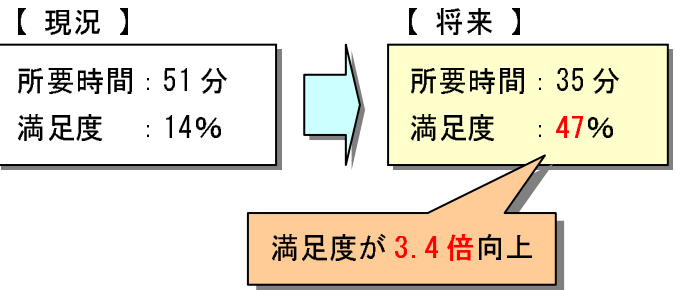 【 現況 】
所要時間：51分
満足度　：14％
【 将来 】
所要時間：35分
満足度　：47％
満足度が3.4倍向上